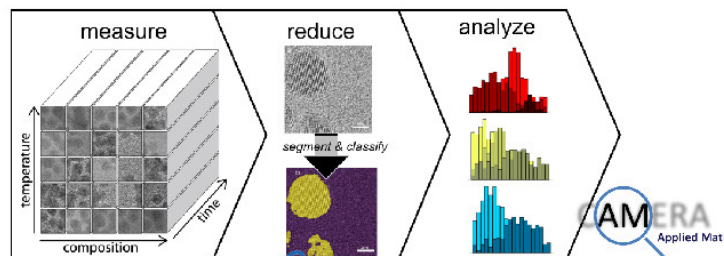 measure
reduce
analyze
temperature
composition
time
segment & classify
CAMERA
Applied Mat